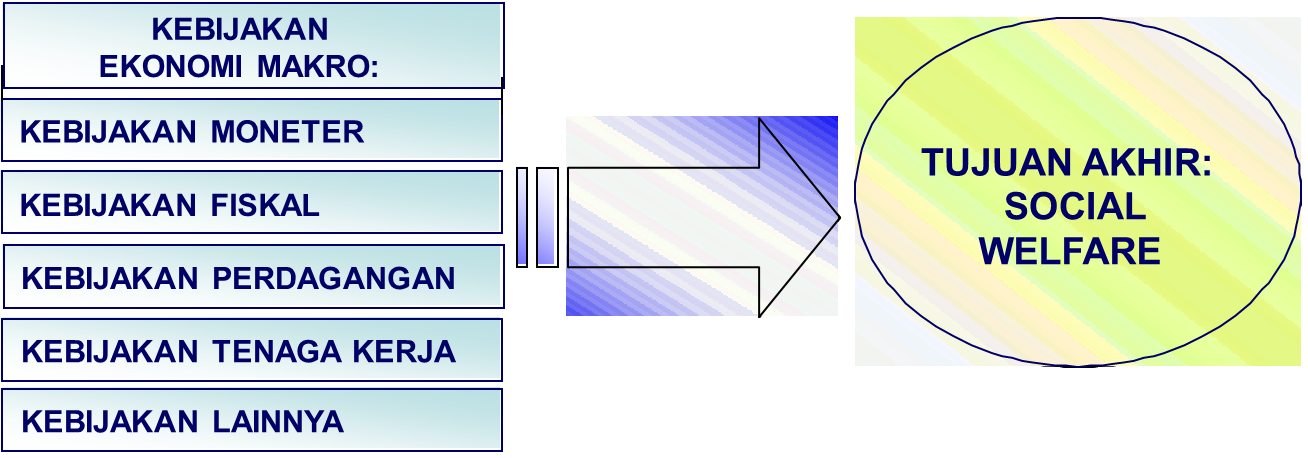 KEBIJAKAN
EKONOMI MAKRO:
KEBIJAKAN MONETER
KEBIJAKAN FISKAL
KEBIJAKAN PERDAGANGAN
KEBIJAKAN TENAGA KERJA
KEBIJAKAN LAINNYA
TUJUAN AKHIR:
SOCIAL
WELFARE